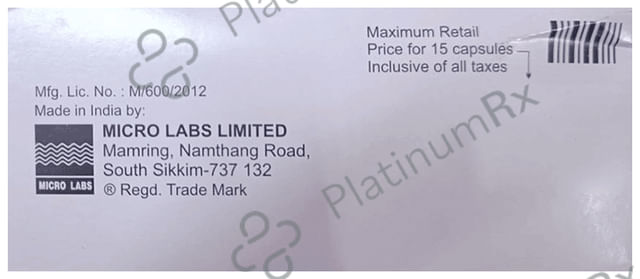 Maximum Retail
Price for 15 capsules
Inclusive of all taxes
Mfg. Lic. No. : M/600/2012
Made in India by:
MICRO LABS LIMITED
Mamring, Namthang Road,
South Sikkim-737 132
® Regd. Trade Mark
MICRO LABS
PlatinumRx